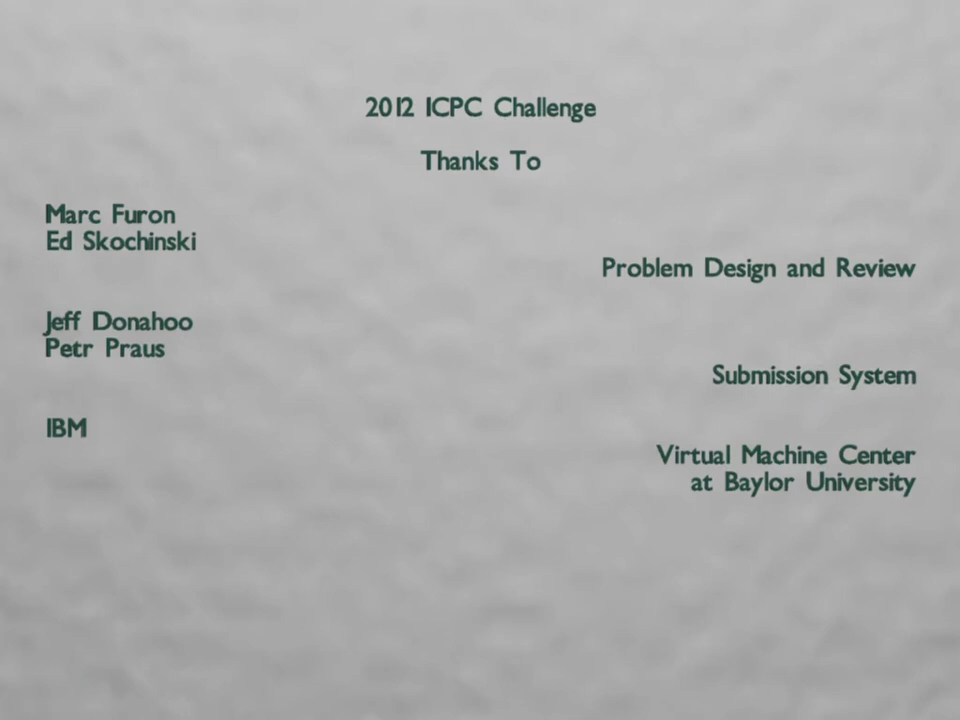 2012 ICPC Challenge
Thanks To
Marc Furon
Ed Skochinski
Problem Design and Review
Jeff Donahoo
Petr Praus
Submission System
IBM
Virtual Machine Center
at Baylor University